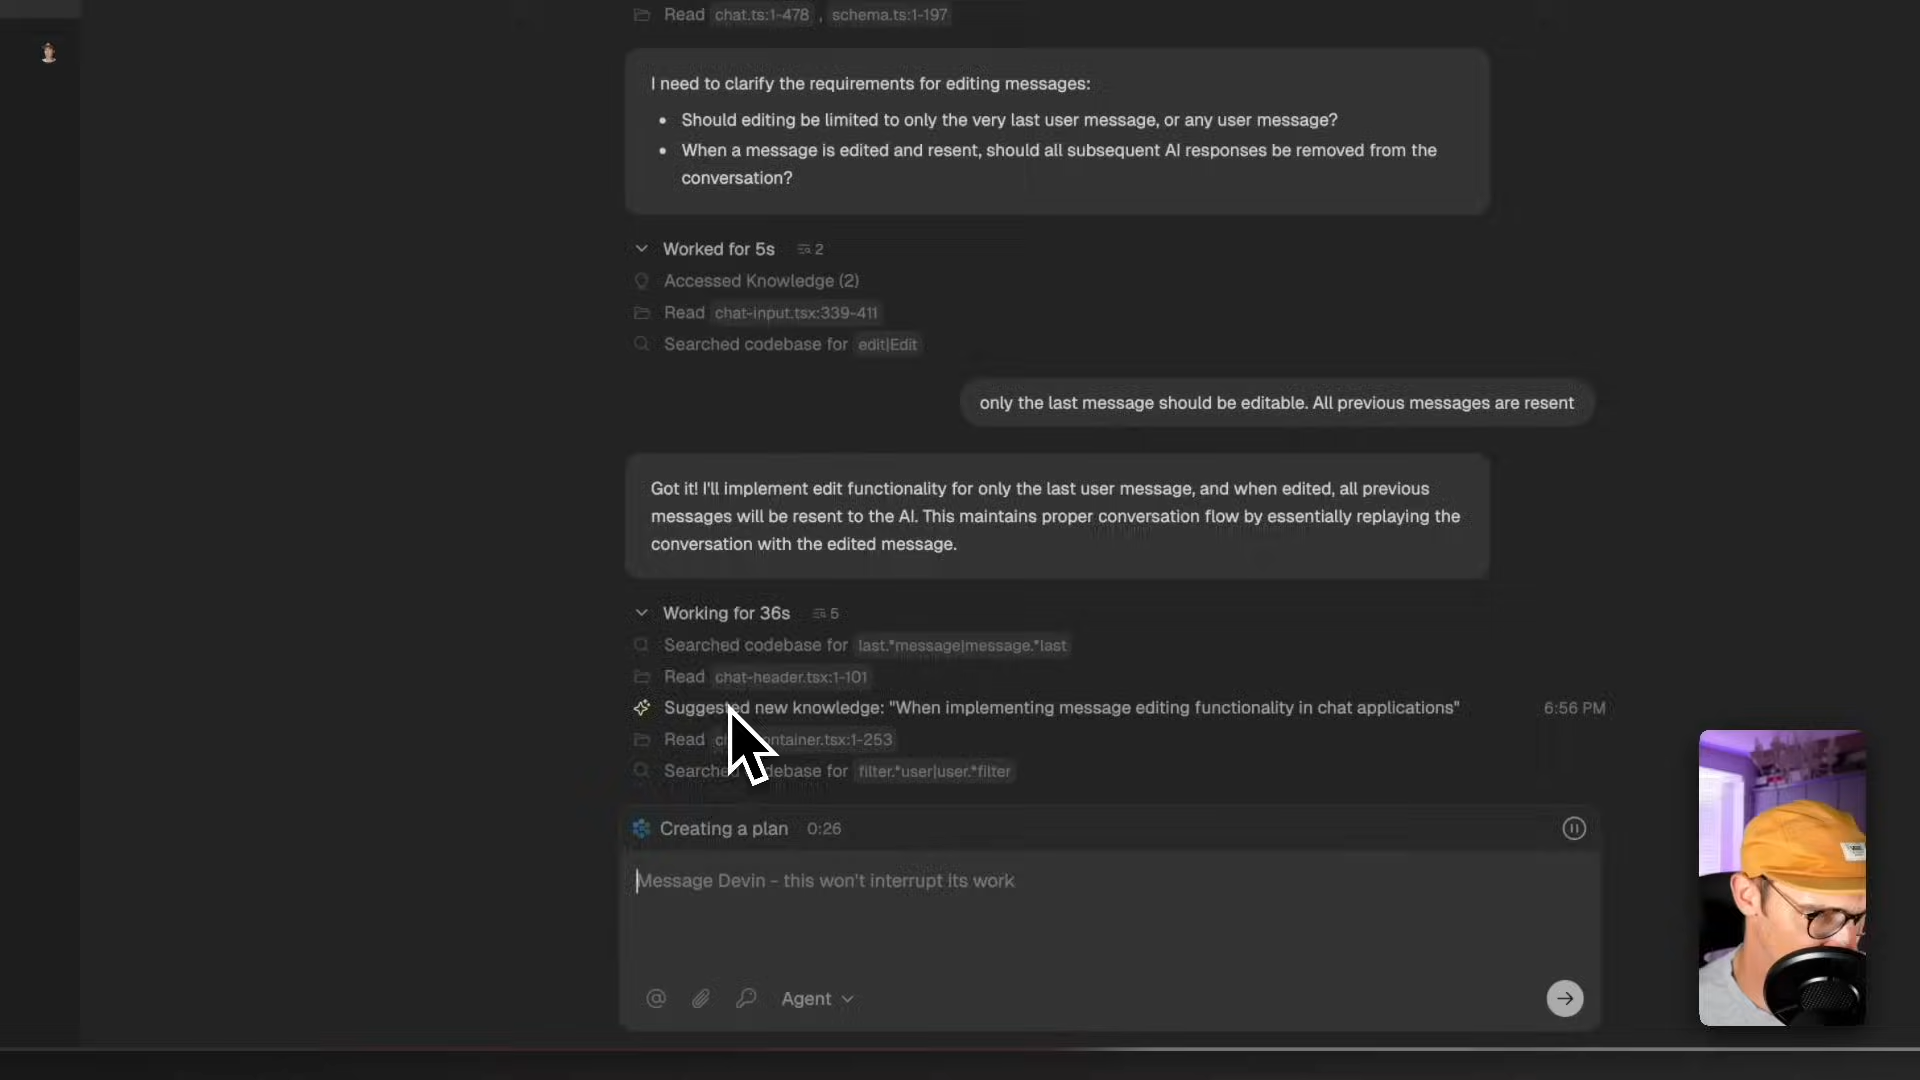 Read chat.ts:1-478 , schema.ts:1-197
I need to clarify the requirements for editing messages:
• Should editing be limited to only the very last user message, or any user message?
• When a message is edited and resent, should all subsequent AI responses be removed from the
conversation?
Worked for 5s 2
Accessed Knowledge (2)
Read chat-input.tsx:339-411
Searched codebase for edit|Edit
only the last message should be editable. All previous messages are resent
Got it! I'll implement edit functionality for only the last user message, and when edited, all previous
messages will be resent to the AI. This maintains proper conversation flow by essentially replaying the
conversation with the edited message.
Working for 36s 5
Searched codebase for last.*message|message.*last
Read chat-header.tsx:1-101
Suggested new knowledge: "When implementing message editing functionality in chat applications" 6:56 PM
Read
Searched codebase for filter.*user|user.*filter
Creating a plan 0:26
Message Devin - this won't interrupt its work
Agent